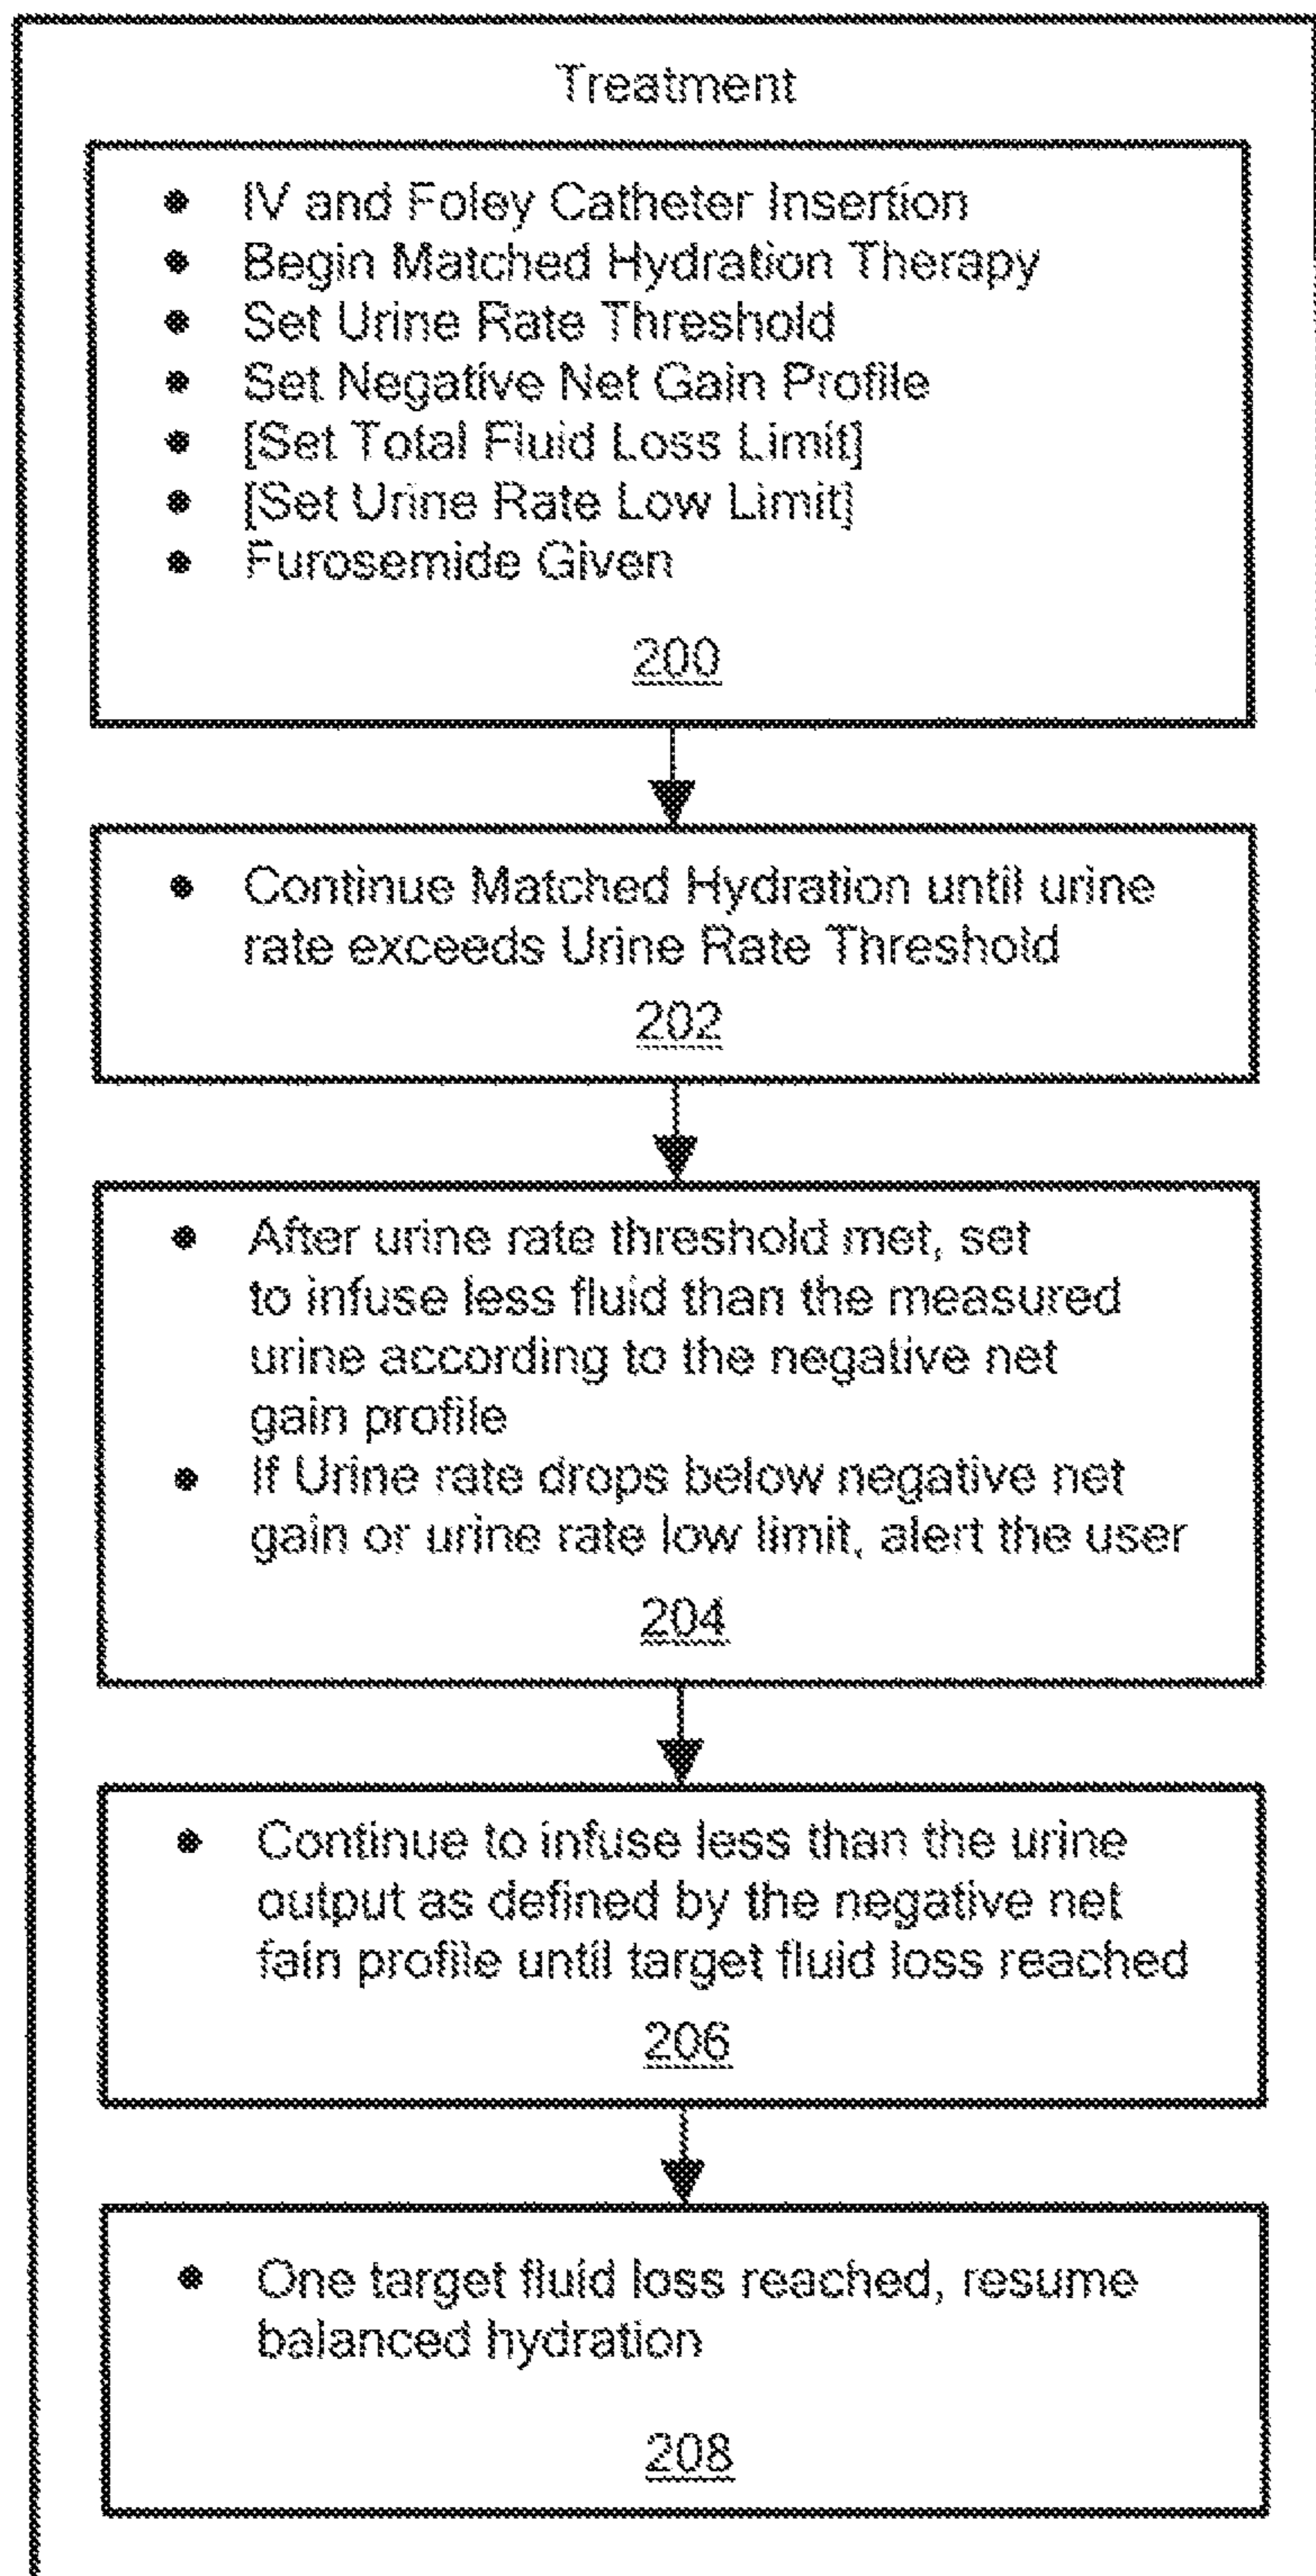 Treatment
• IV and Foley Catheter Insertion
• Begin Matched Hydration Therapy
• Set Urine Rate Threshold
• Set Negative Net Gain Profile
• [Set Total Fluid Loss Limit]
• [Set Urine Rate Low Limit]
• Furosemide Given
200
• Continue Matched Hydration until urine
rate exceeds Urine Rate Threshold
202
• After urine rate threshold met, set
to infuse less fluid than the measured
urine according to the negative net
gain profile
• If Urine rate drops below negative net
gain or urine rate low limit, alert the user
204
• Continue to infuse less than the urine
output as defined by the negative net
fain profile until target fluid loss reached
206
• One target fluid loss reached, resume
balanced hydration
208